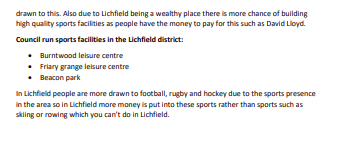 drawn to this. Also due to Lichfield being a wealthy place there is more chance of building
high quality sports facilities as people have the money to pay for this such as David Lloyd.
Council run sports facilities in the Lichfield district:
• Burntwood leisure centre
• Friary grange leisure centre
• Beacon park
In Lichfield people are more drawn to football, rugby and hockey due to the sports presence
in the area so in Lichfield more money is put into these sports rather than sports such as
skiing or rowing which you can't do in Lichfield.